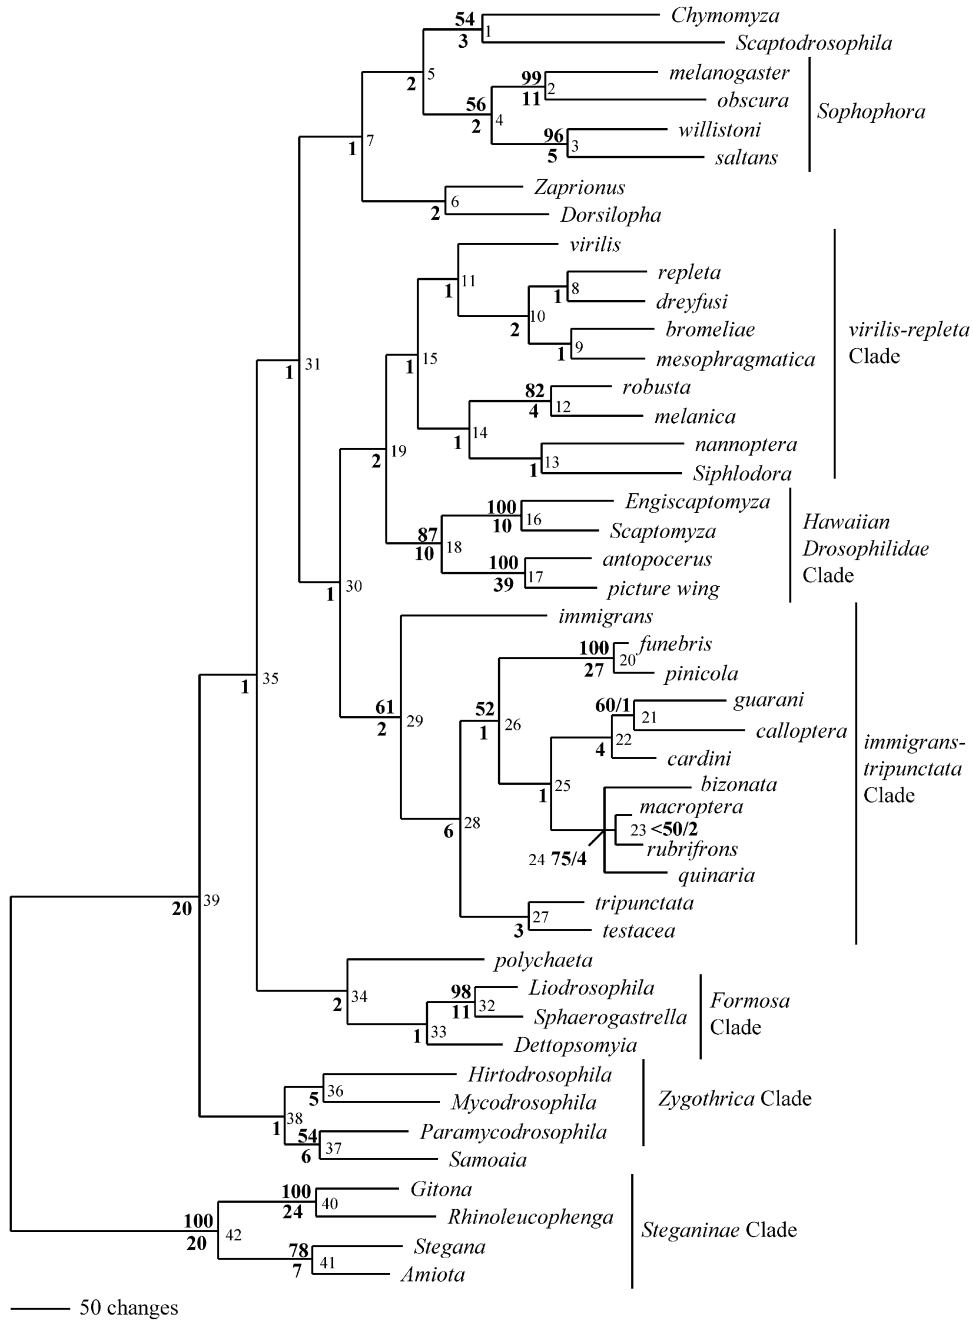 54
Chymomyza
3
1
Scaptodrosophila
2
5
99
melanogaster
11
2
obscura
56
2
4
96
willistoni
5
3
saltans
Sophophora
1
7
Zaprionus
2
6
Dorsilopha
virilis
1
11
repleta
1
8
dreyfusi
2
10
bromeliae
1
9
mesophragmatica
virilis-repleta
Clade
1
15
82
robusta
4
12
melanica
1
14
nannoptera
1
13
Siphlodora
1
31
2
19
100
Engiscaptomyza
10
16
Scaptomyza
87
10
18
100
antopocerus
39
17
picture wing
Hawaiian
Drosophilidae
Clade
1
30
immigrans
100
funebris
27
20
pinicola
61
2
29
52
1
26
60/1
guarani
21
calloptera
4
22
cardini
1
25
bizonata
macroptera
23 <50/2
rubrifrons
24 75/4
quinaria
6
28
tripunctata
3
27
testacea
immigrans-
tripunctata
Clade
1
35
20
39
polychaeta
2
34
98
Liodrosophila
11
32
Sphaerogastrella
1
33
Dettopsomyia
Formosa
Clade
Hirtodrosophila
5
36
Mycodrosophila
1
38
54
Paramycodrosophila
6
37
Samoaia
Zygothrica Clade
100
Gitona
24
40
Rhinoleucophenga
100
20
42
78
Stegana
7
41
Amiota
Steganinae Clade
50 changes